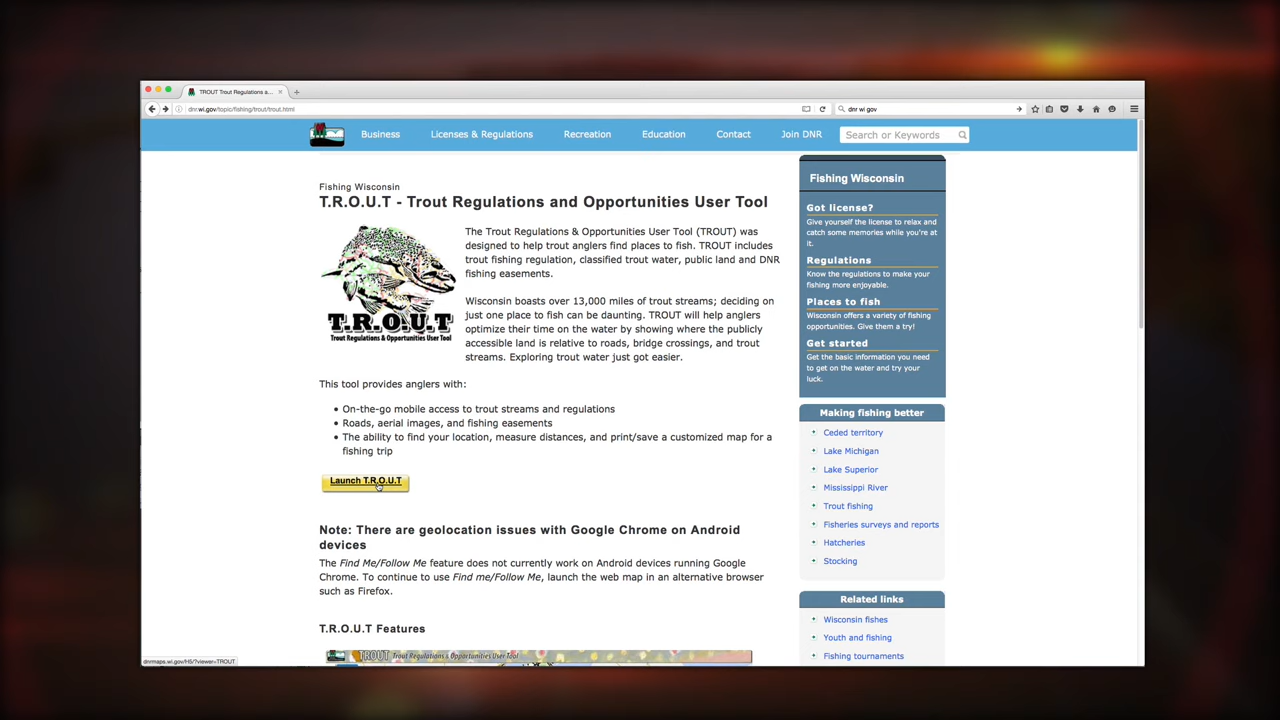 TROUT Trout Regulations a...
dnr.wi.gov/topic/fishing/trout/trout.html
dnr wi gov
Business
Licenses & Regulations
Recreation
Education
Contact
Join DNR
Search or Keywords
Fishing Wisconsin
T.R.O.U.T - Trout Regulations and Opportunities User Tool
T.R.O.U.T
Trout Regulations & Opportunities User Tool
The Trout Regulations & Opportunities User Tool (TROUT) was
designed to help trout anglers find places to fish. TROUT includes
trout fishing regulation, classified trout water, public land and DNR
fishing easements.
Wisconsin boasts over 13,000 miles of trout streams; deciding on
just one place to fish can be daunting. TROUT will help anglers
optimize their time on the water by showing where the publicly
accessible land is relative to roads, bridge crossings, and trout
streams. Exploring trout water just got easier.
This tool provides anglers with:
• On-the-go mobile access to trout streams and regulations
• Roads, aerial images, and fishing easements
• The ability to find your location, measure distances, and print/save a customized map for a
fishing trip
Launch T.R.O.U.T
Note: There are geolocation issues with Google Chrome on Android
devices
The Find Me/Follow Me feature does not currently work on Android devices running Google
Chrome. To continue to use Find me/Follow Me, launch the web map in an alternative browser
such as Firefox.
T.R.O.U.T Features
TROUT Trout Regulations & Opportunities User Tool
Fishing Wisconsin
Got license?
Give yourself the license to relax and
catch some memories while you're at
it.
Regulations
Know the regulations to make your
fishing more enjoyable.
Places to fish
Wisconsin offers a variety of fishing
opportunities. Give them a try!
Get started
Get the basic information you need
to get on the water and try your
luck.
Making fishing better
Ceded territory
Lake Michigan
Lake Superior
Mississippi River
Trout fishing
Fisheries surveys and reports
Hatcheries
Stocking
Related links
Wisconsin fishes
Youth and fishing
Fishing tournaments
dnrmaps.wi.gov/H5/?viewer=TROUT